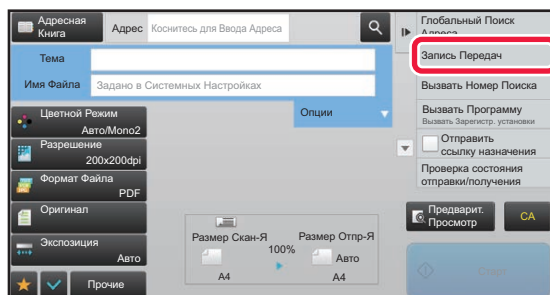 Адресная
Книга
Адрес
Коснитесь для Ввода Адреса
Тема
Имя Файла
Задано в Системных Настройках
Опции
Цветной Режим
Авто/Mono2
Разрешение
200x200dpi
Формат Файла
PDF
Оригинал
Экспозиция
Авто
Прочие
Размер Скан-Я
100%
Размер Отпр-Я
Авто
A4
A4
Глобальный Поиск
Адреса
Запись Передач
Вызвать Номер Поиска
Вызвать Программу
Вызвать Зарегистр. установки
Отправить
ссылку назначения
Проверка состояния
отправки/получения
Предварит.
Просмотр
CA